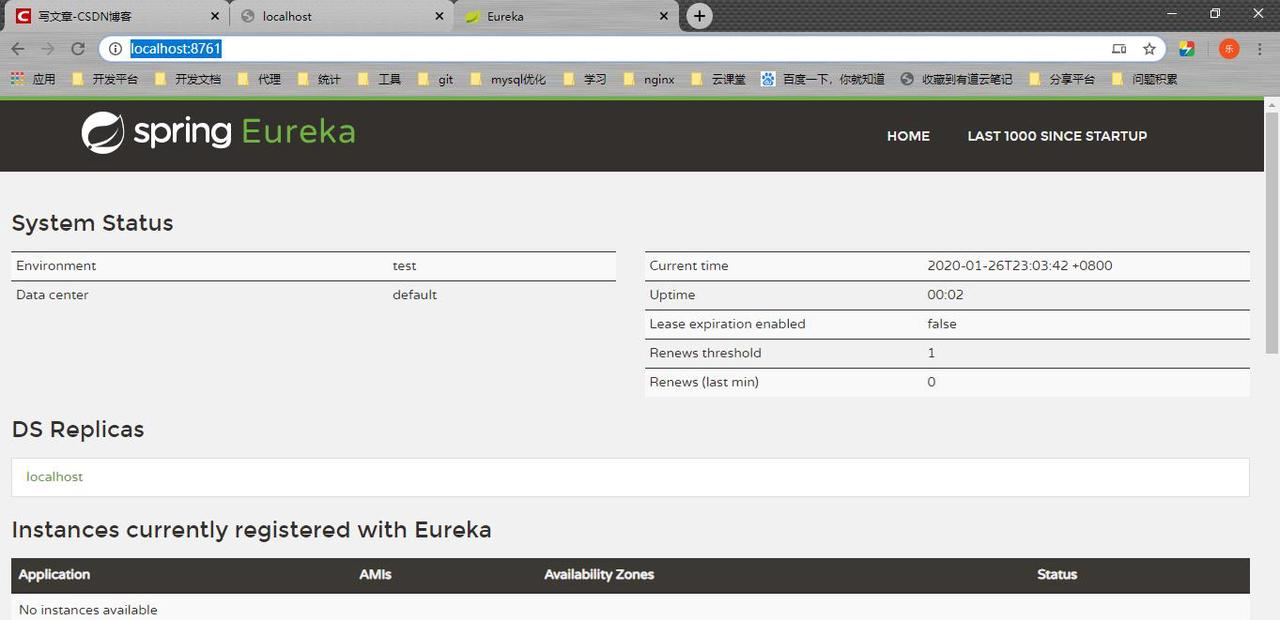 写文章-CSDN博客
localhost
Eureka
localhost:8761
乐
应用 开发平台 开发文档 代理 统计 工具 git mysql优化 学习 nginx 云课堂 百度一下，你就知道 收藏到有道云笔记 分享平台 问题积累
spring Eureka
HOME LAST 1000 SINCE STARTUP
System Status
Environment test
Data center default
Current time 2020-01-26T23:03:42 +0800
Uptime 00:02
Lease expiration enabled false
Renews threshold 1
Renews (last min) 0
DS Replicas
localhost
Instances currently registered with Eureka
Application AMIs Availability Zones Status
No instances available